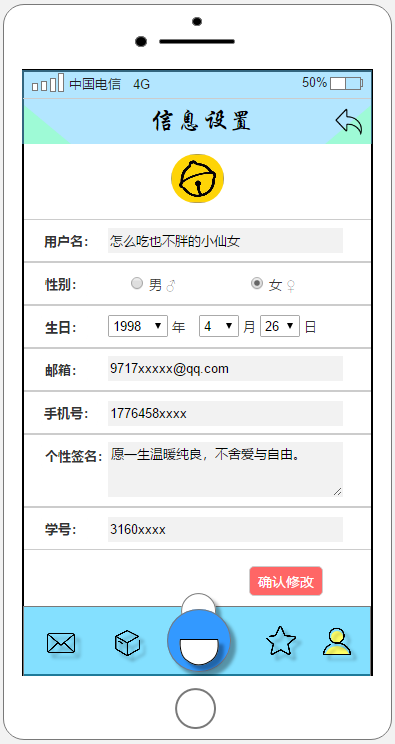 中国电信 4G 50%
信息设置
用户名： 怎么吃也不胖的小仙女
性别： 男♂ 女♀
生日： 1998 年 4 月 26 日
邮箱： 9717xxxxx@qq.com
手机号： 1776458xxxx
个性签名： 愿一生温暖纯良，不舍爱与自由。
学号： 3160xxxx
确认修改